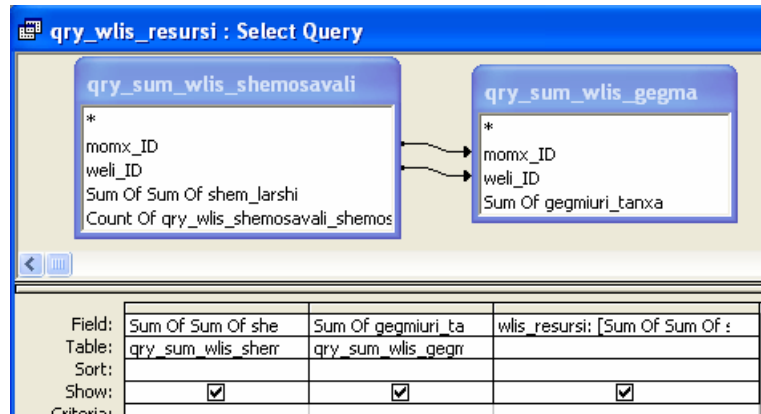 qry_wlis_resursi : Select Query
qry_sum_wlis_shemosavali
*
momx_ID
weli_ID
Sum Of Sum Of shem_larshi
Count Of qry_wlis_shemosavali_shemos
qry_sum_wlis_gegma
*
momx_ID
weli_ID
Sum Of gegmiuri_tanxa
Field: Sum Of Sum Of she Sum Of gegmiuri_ta wlis_resursi: [Sum Of Sum Of s
Table: qry_sum_wlis_shem qry_sum_wlis_gegm
Sort:
Show:
Criteria: